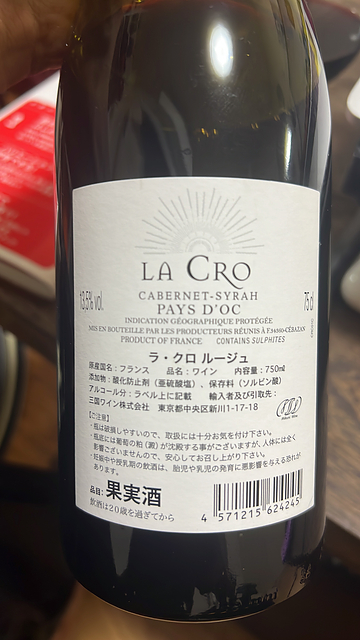 LA CRO
CABERNET-SYRAH
PAYS D'OC
13,5% vol.
75cl
INDICATION GÉOGRAPHIQUE PROTÉGÉE
MIS EN BOUTEILLE PAR LES PRODUCTEURS RÉUNIS À F34360-CÉBAZAN
PRODUCT OF FRANCE CONTAINS SULPHITES
ラ・クロ ルージュ
原産国名：フランス 品名：ワイン 内容量：750ml
添加物：酸化防止剤（亜硫酸塩）、保存料（ソルビン酸）
アルコール分：ラベル上に記載 輸入者及び引取先：
三国ワイン株式会社 東京都中央区新川1-17-18
【ご注意】
・瓶は破損しやすいので、取扱には十分お気を付け下さい。
・瓶底には葡萄の粕（澱）が沈殿する事がございますが、人体には全く
影響ございませんので、安心してお召し上がり下さい。
・妊娠中や授乳期の飲酒は、胎児や乳児の発育に悪影響を与える恐れが
あります。
品目：果実酒
飲酒は20歳を過ぎてから
4 571215 624245